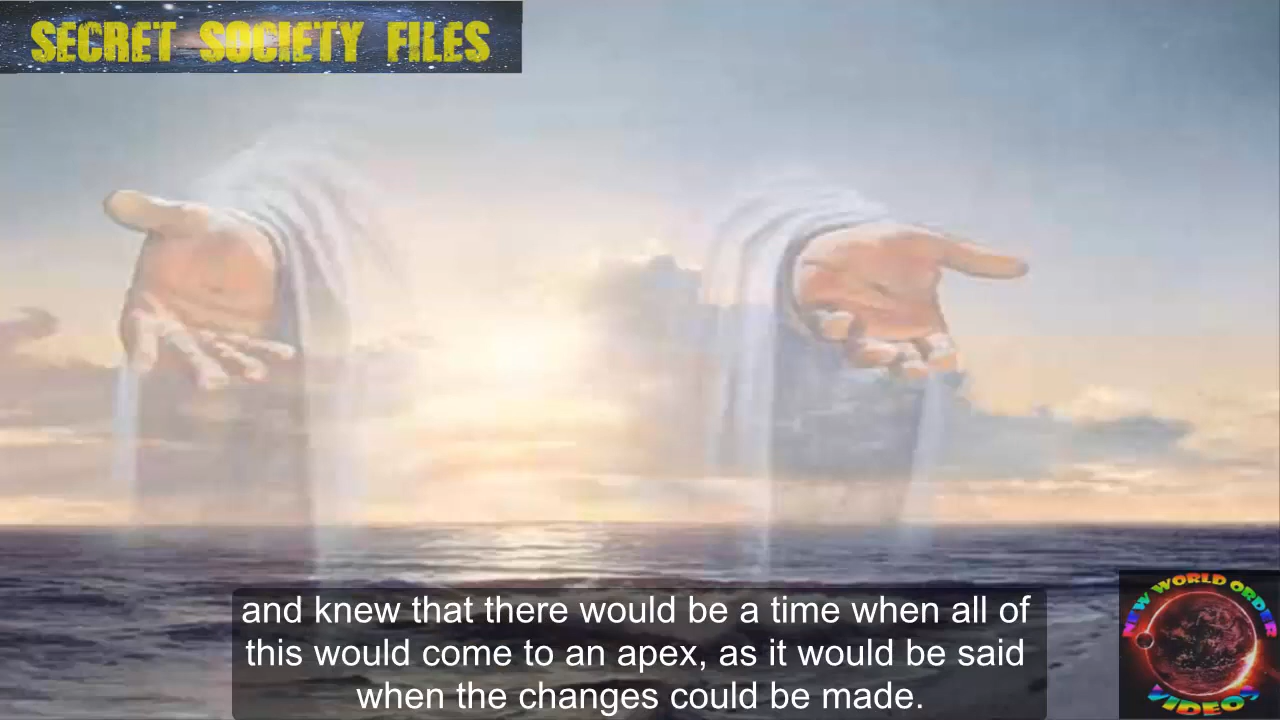 SECRET SOCIETY FILES
and knew that there would be a time when all of
this would come to an apex, as it would be said
when the changes could be made.
NEW WORLD ORDER
VIDEO'S